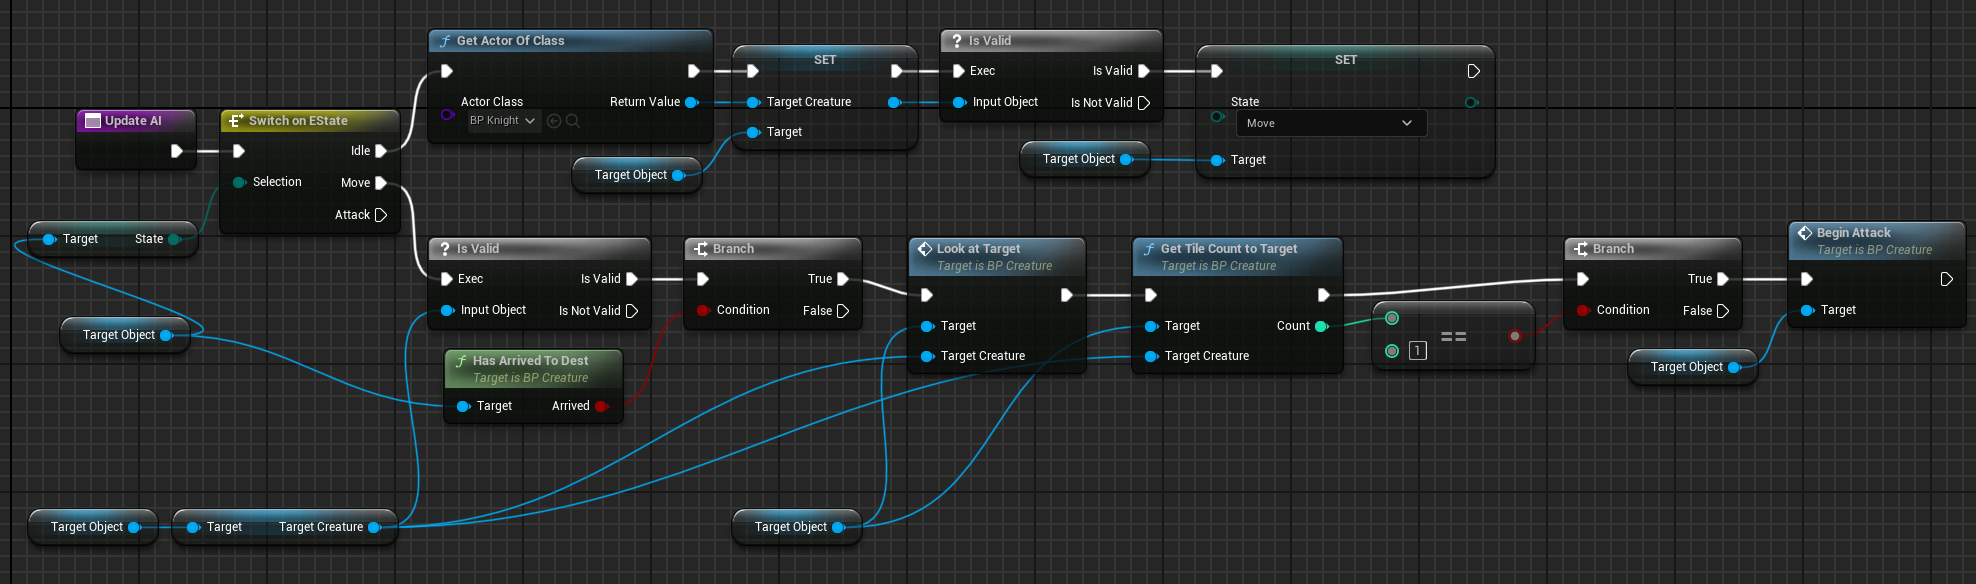 Update AI
Switch on EState
Idle
Selection
Move
Attack
Target State
Target Object
Get Actor Of Class
Actor Class
BP Knight
Return Value
Target Object
SET
Target Creature
Target
? Is Valid
Exec
Is Valid
Input Object
Is Not Valid
Target Object
SET
State
Move
Target
? Is Valid
Exec
Is Valid
Input Object
Is Not Valid
Branch
True
Condition
False
f Has Arrived To Dest
Target is BP Creature
Target
Arrived
Look at Target
Target is BP Creature
Target
Target Creature
f Get Tile Count to Target
Target is BP Creature
Target
Count
Target Creature
==
1
Branch
True
Condition
False
Begin Attack
Target is BP Creature
Target
Target Object
Target Object
Target
Target Creature
Target Object